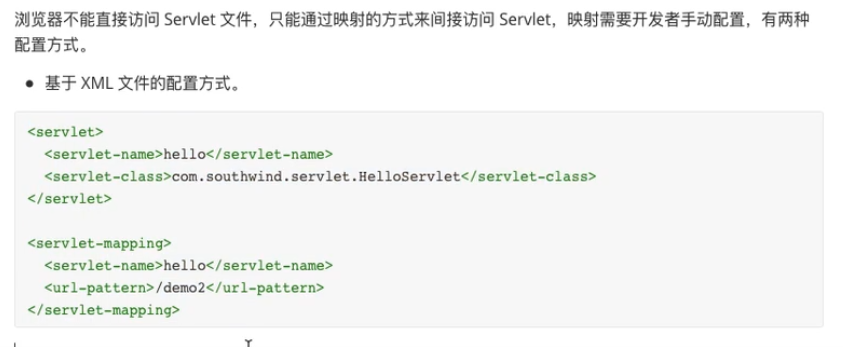 浏览器不能直接访问 Servlet 文件，只能通过映射的方式来间接访问 Servlet，映射需要开发者手动配置，有两种
配置方式。
• 基于 XML 文件的配置方式。
<servlet>
  <servlet-name>hello</servlet-name>
  <servlet-class>com.southwind.servlet.HelloServlet</servlet-class>
</servlet>
<servlet-mapping>
  <servlet-name>hello</servlet-name>
  <url-pattern>/demo2</url-pattern>
</servlet-mapping>